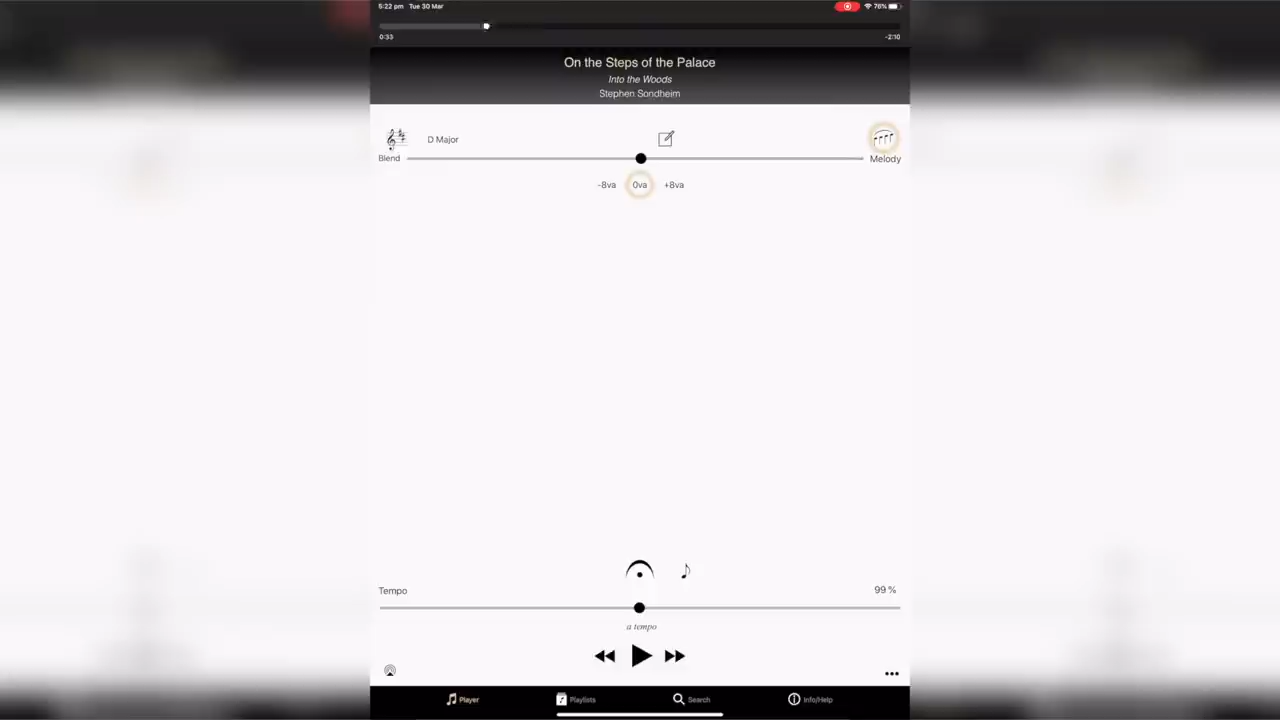 5:22 pm Tue 30 Mar
76%
0:33
-2:10
On the Steps of the Palace
Into the Woods
Stephen Sondheim
D Major
Blend
Melody
-8va 0va +8va
Tempo
99 %
a tempo
Player Playlists Search Info/Help